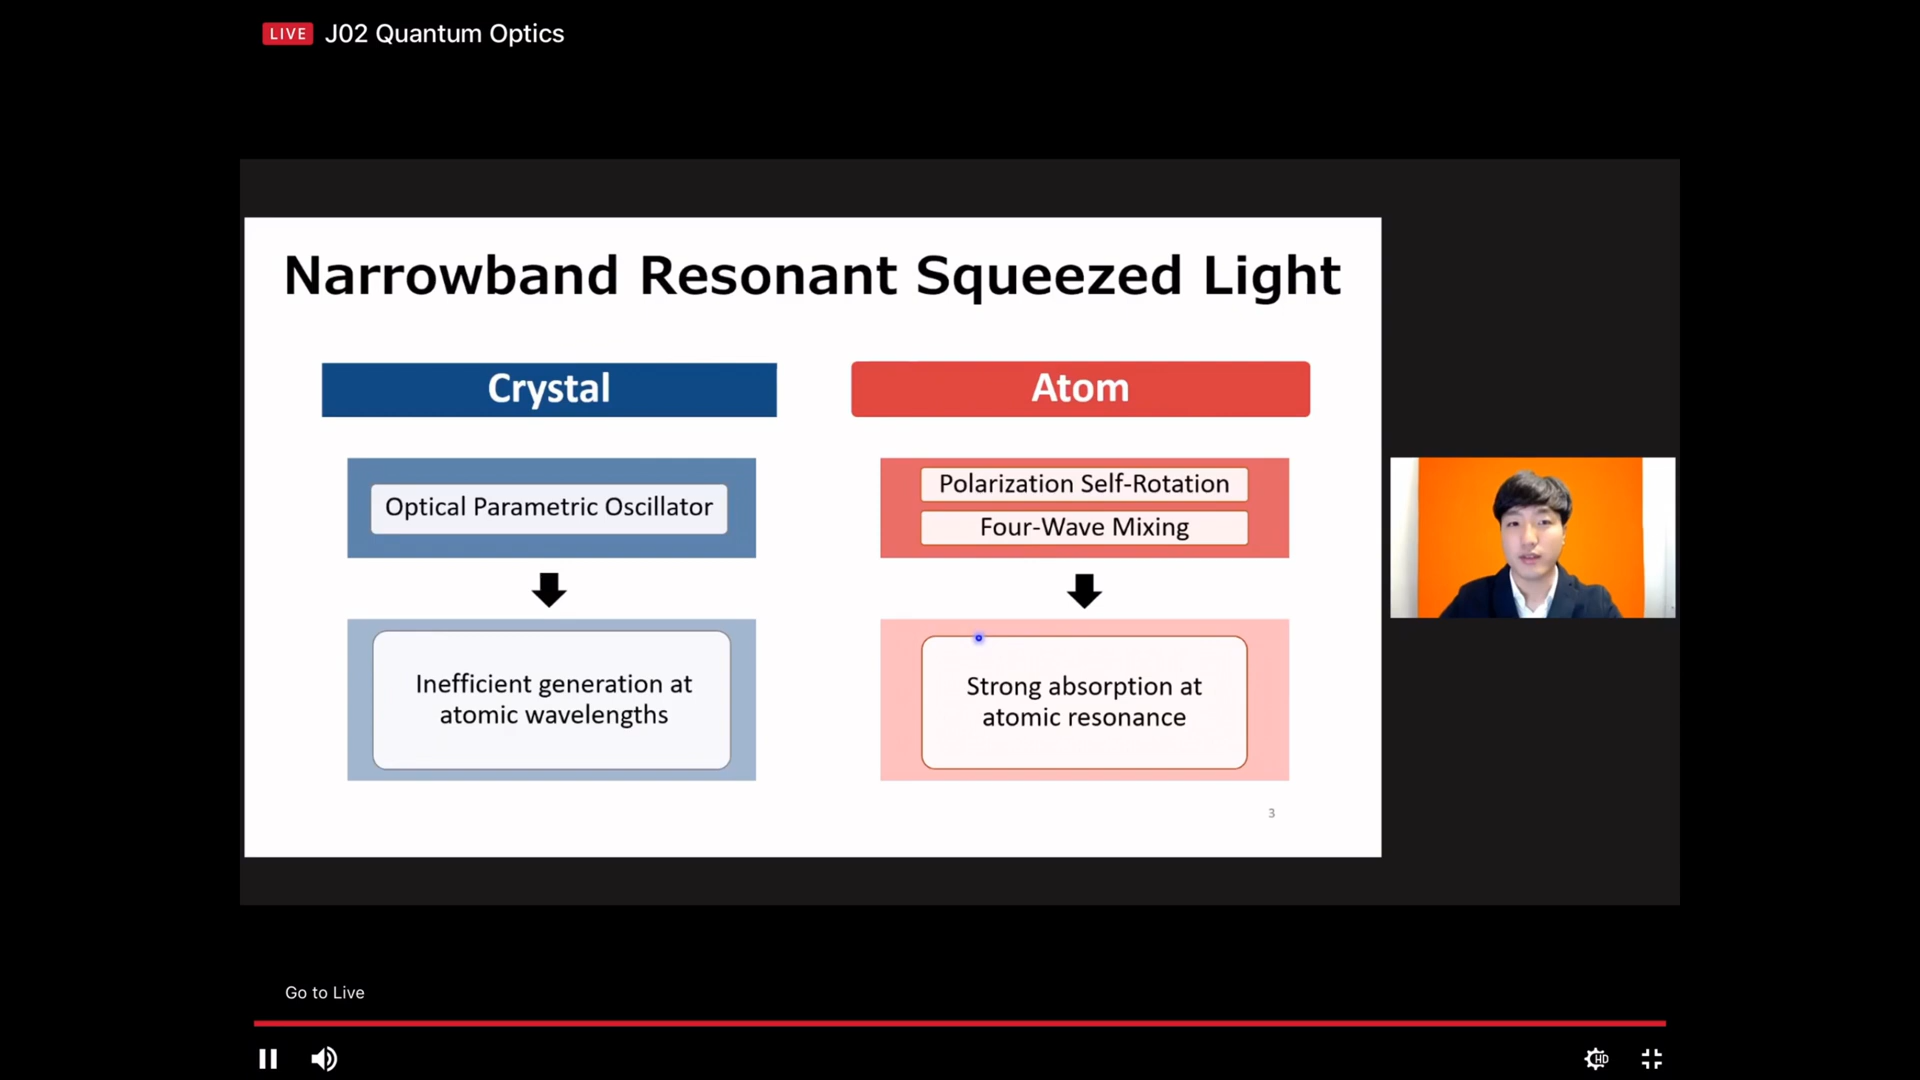 LIVE J02 Quantum Optics
Narrowband Resonant Squeezed Light
Crystal
Optical Parametric Oscillator
Inefficient generation at
atomic wavelengths
Atom
Polarization Self-Rotation
Four-Wave Mixing
Strong absorption at
atomic resonance
3
Go to Live
HD